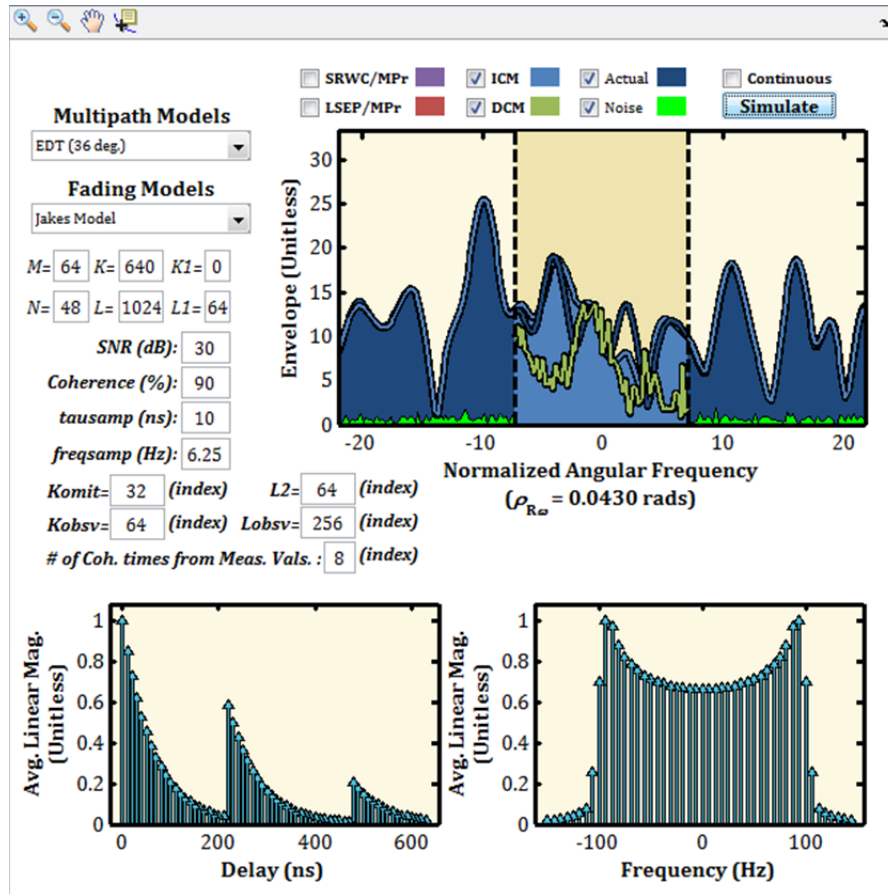 SRWC/MPr ICM Actual Continuous
LSEP/MPr DCM Noise Simulate
Multipath Models
EDT (36 deg.)
Fading Models
Jakes Model
M= 64 K= 640 K1= 0
N= 48 L= 1024 L1= 64
SNR (dB): 30
Coherence (%): 90
tausamp (ns): 10
freqsamp (Hz): 6.25
Komit= 32 (index) L2= 64 (index)
Kobsv= 64 (index) Lobsv= 256 (index)
# of Coh. times from Meas. Vals. : 8 (index)
Envelope (Unitless)
30
25
20
15
10
5
0
-20 -10 0 10 20
Normalized Angular Frequency
(ρRω = 0.0430 rads)
Avg. Linear Mag.
(Unitless)
1
0.8
0.6
0.4
0.2
0
0 200 400 600
Delay (ns)
Avg. Linear Mag.
(Unitless)
1
0.8
0.6
0.4
0.2
0
-100 0 100
Frequency (Hz)